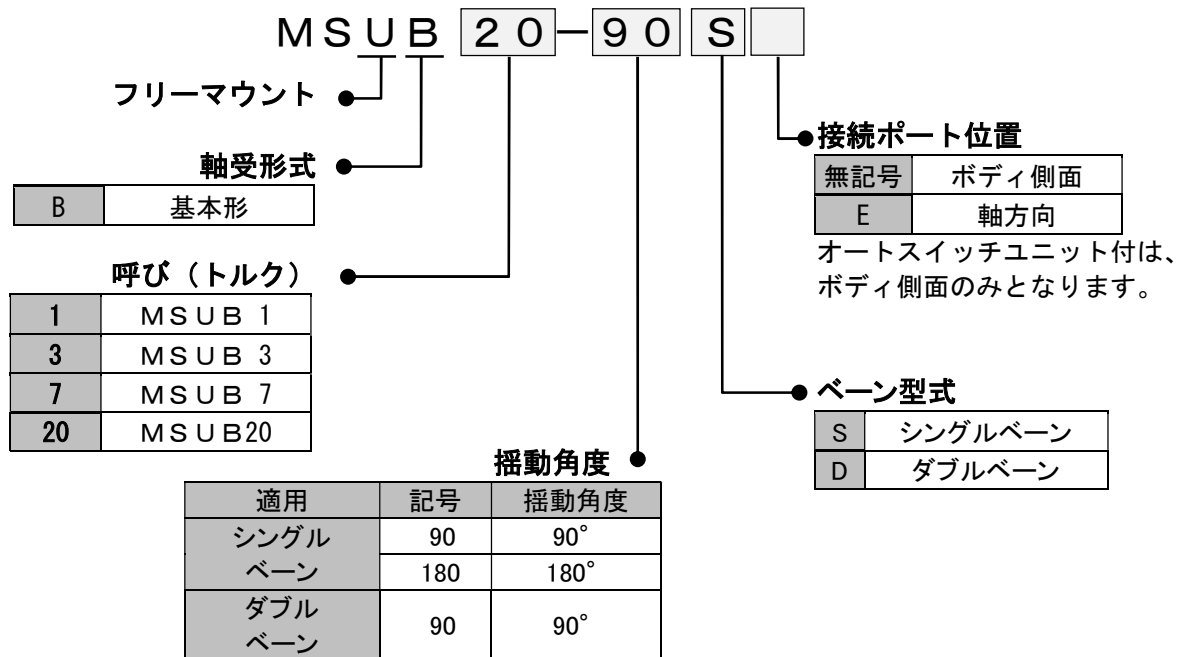 MSUB 20-90 S
フリーマウント
軸受形式
B 基本形
呼び（トルク）
1 MSUB 1
3 MSUB 3
7 MSUB 7
20 MSUB20
揺動角度
適用 記号 揺動角度
シングルベーン 90 90°
180 180°
ダブルベーン 90 90°
接続ポート位置
無記号 ボディ側面
E 軸方向
オートスイッチユニット付は、
ボディ側面のみとなります。
ベーン型式
S シングルベーン
D ダブルベーン